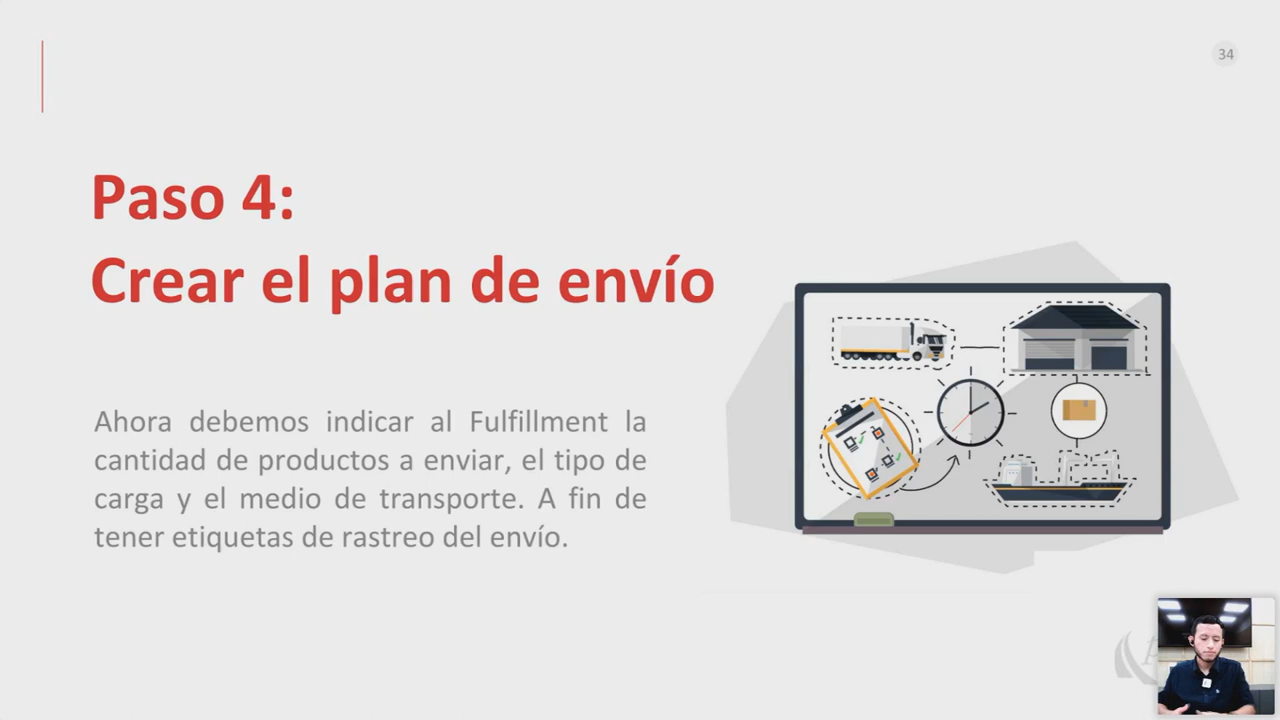 34
Paso 4:
Crear el plan de envío
Ahora debemos indicar al Fulfillment la
cantidad de productos a enviar, el tipo de
carga y el medio de transporte. A fin de
tener etiquetas de rastreo del envío.